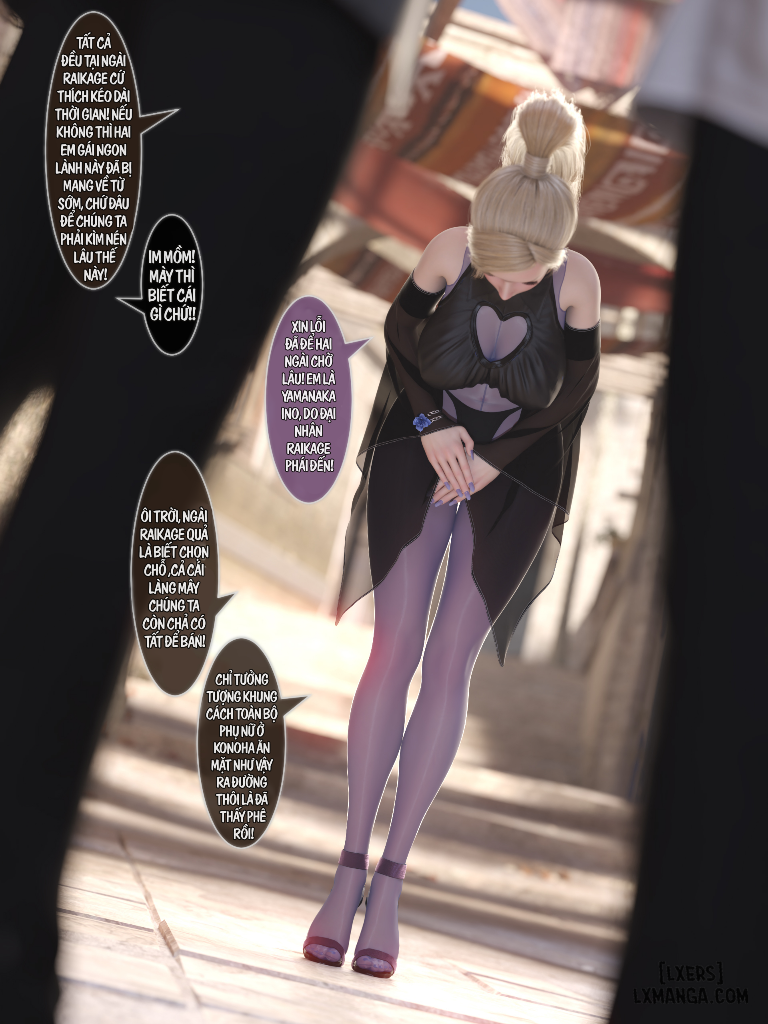 TẤT CẢ
ĐỀU TẠI NGÀI
RAIKAGE CỨ
THÍCH KÉO DÀI
THỜI GIAN! NẾU
KHÔNG THÌ HAI
EM GÁI NGON
LÀNH NÀY ĐÃ BỊ
MANG VỀ TỪ
SỚM, CHỨ ĐÂU
ĐỂ CHÚNG TA
PHẢI KÌM NÉN
LÂU THẾ
NÀY!
IM MỒM!
MÀY THÌ
BIẾT CÁI
GÌ CHỨ!!
XIN LỖI
ĐÃ ĐỂ HAI
NGÀI CHỜ
LÂU! EM LÀ
YAMANAKA
INO, DO ĐẠI
NHÂN
RAIKAGE
PHÁI ĐẾN!
ÔI TRỜI, NGÀI
RAIKAGE QUẢ
LÀ BIẾT CHỌN
CHỖ ,CẢ CÁI
LÀNG MÂY
CHÚNG TA
CÒN CHẢ CÓ
TẤT ĐỂ BÁN!
CHỈ TƯỞNG
TƯỢNG KHUNG
CÁCH TOÀN BỘ
PHỤ NỮ Ở
KONOHA ĂN
MẶT NHƯ VẬY
RA ĐƯỜNG
THÔI LÀ ĐÃ
THẤY PHÊ
RỒI!
[LXERS]
LXMANGA.COM